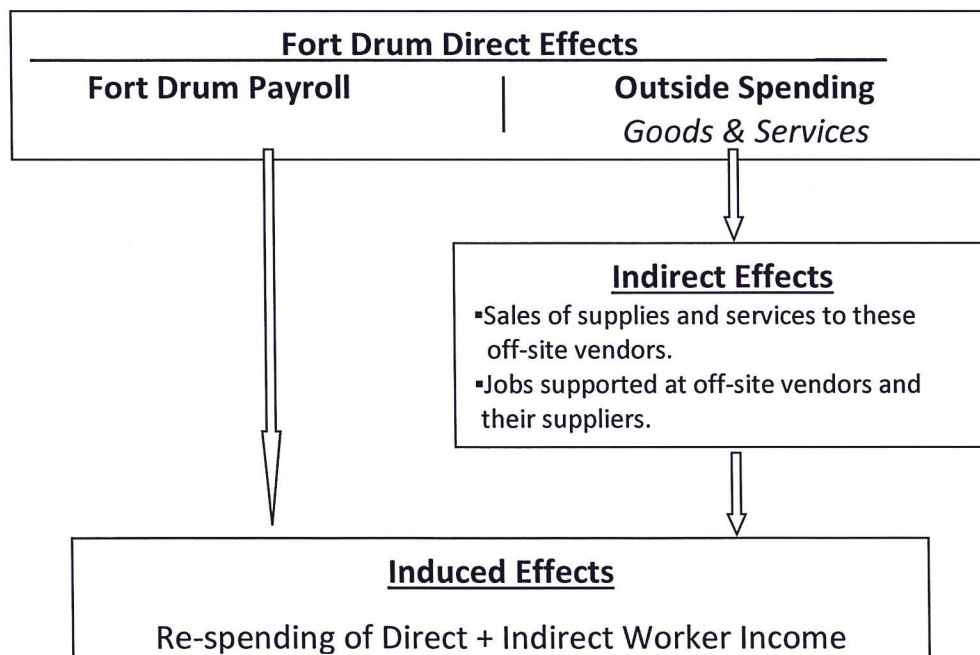 Fort Drum Direct Effects
Fort Drum Payroll
Outside Spending
Goods & Services
Indirect Effects
▪Sales of supplies and services to these
off-site vendors.
▪Jobs supported at off-site vendors and
their suppliers.
Induced Effects
Re-spending of Direct + Indirect Worker Income